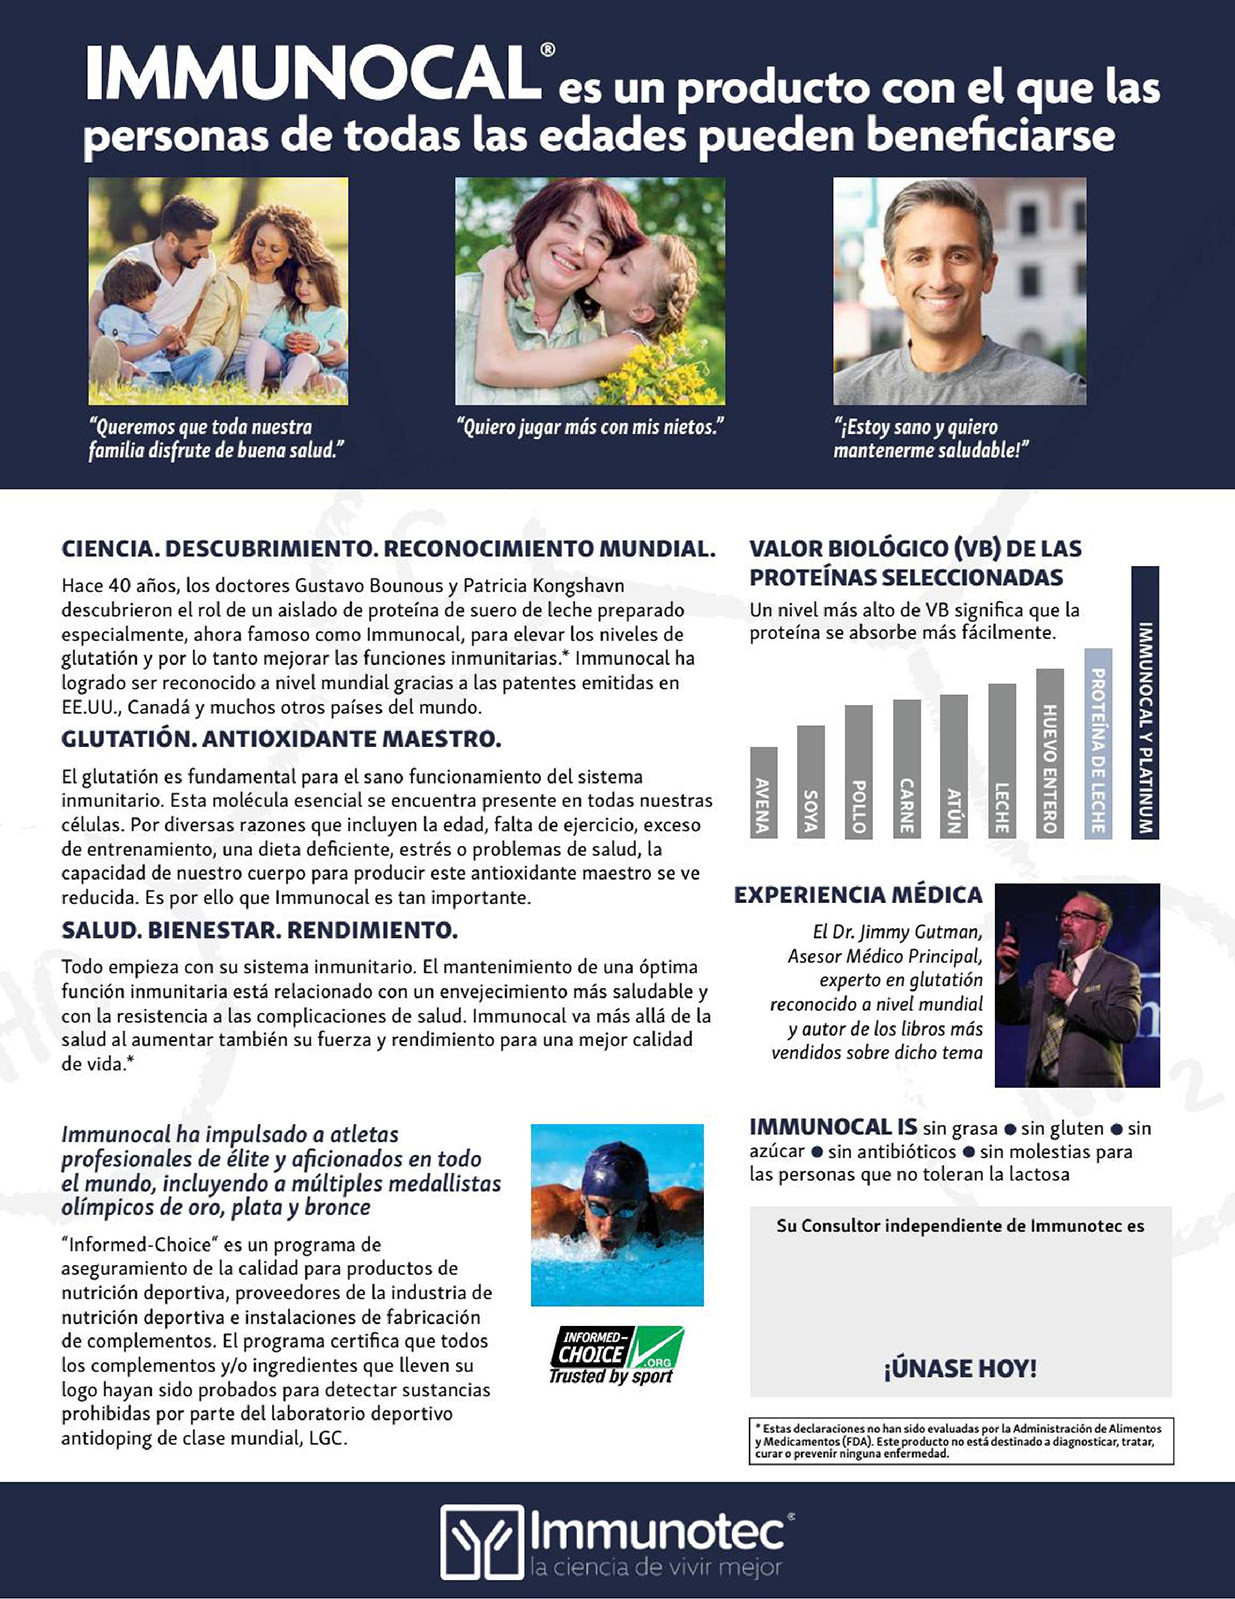 IMMUNOCAL® es un producto con el que las
personas de todas las edades pueden beneficiarse
“Queremos que toda nuestra
familia disfrute de buena salud.”
“Quiero jugar más con mis nietos.”
“¡Estoy sano y quiero
mantenerme saludable!”
CIENCIA. DESCUBRIMIENTO. RECONOCIMIENTO MUNDIAL.
Hace 40 años, los doctores Gustavo Bounous y Patricia Kongshavn
descubrieron el rol de un aislado de proteína de suero de leche preparado
especialmente, ahora famoso como Immunocal, para elevar los niveles de
glutatión y por lo tanto mejorar las funciones inmunitarias.* Immunocal ha
logrado ser reconocido a nivel mundial gracias a las patentes emitidas en
EE.UU., Canadá y muchos otros países del mundo.
GLUTATIÓN. ANTIOXIDANTE MAESTRO.
El glutatión es fundamental para el sano funcionamiento del sistema
inmunitario. Esta molécula esencial se encuentra presente en todas nuestras
células. Por diversas razones que incluyen la edad, falta de ejercicio, exceso
de entrenamiento, una dieta deficiente, estrés o problemas de salud, la
capacidad de nuestro cuerpo para producir este antioxidante maestro se ve
reducida. Es por ello que Immunocal es tan importante.
SALUD. BIENESTAR. RENDIMIENTO.
Todo empieza con su sistema inmunitario. El mantenimiento de una óptima
función inmunitaria está relacionado con un envejecimiento más saludable y
con la resistencia a las complicaciones de salud. Immunocal va más allá de la
salud al aumentar también su fuerza y rendimiento para una mejor calidad
de vida.*
Immunocal ha impulsado a atletas
profesionales de élite y aficionados en todo
el mundo, incluyendo a múltiples medallistas
olímpicos de oro, plata y bronce
“Informed-Choice“ es un programa de
aseguramiento de la calidad para productos de
nutrición deportiva, proveedores de la industria de
nutrición deportiva e instalaciones de fabricación
de complementos. El programa certifica que todos
los complementos y/o ingredientes que lleven su
logo hayan sido probados para detectar sustancias
prohibidas por parte del laboratorio deportivo
antidoping de clase mundial, LGC.
INFORMED-
CHOICE
.ORG
Trusted by sport
VALOR BIOLÓGICO (VB) DE LAS
PROTEÍNAS SELECCIONADAS
Un nivel más alto de VB significa que la
proteína se absorbe más fácilmente.
AVENA
SOYA
POLLO
CARNE
ATÚN
LECHE
HUEVO ENTERO
PROTEÍNA DE LECHE
IMMUNOCAL Y PLATINUM
EXPERIENCIA MÉDICA
El Dr. Jimmy Gutman,
Asesor Médico Principal,
experto en glutatión
reconocido a nivel mundial
y autor de los libros más
vendidos sobre dicho tema
IMMUNOCAL IS sin grasa ● sin gluten ● sin
azúcar ● sin antibióticos ● sin molestias para
las personas que no toleran la lactosa
Su Consultor independiente de Immunotec es
¡ÚNASE HOY!
* Estas declaraciones no han sido evaluadas por la Administración de Alimentos
y Medicamentos (FDA). Este producto no está destinado a diagnosticar, tratar,
curar o prevenir ninguna enfermedad.
Immunotec®
la ciencia de vivir mejor